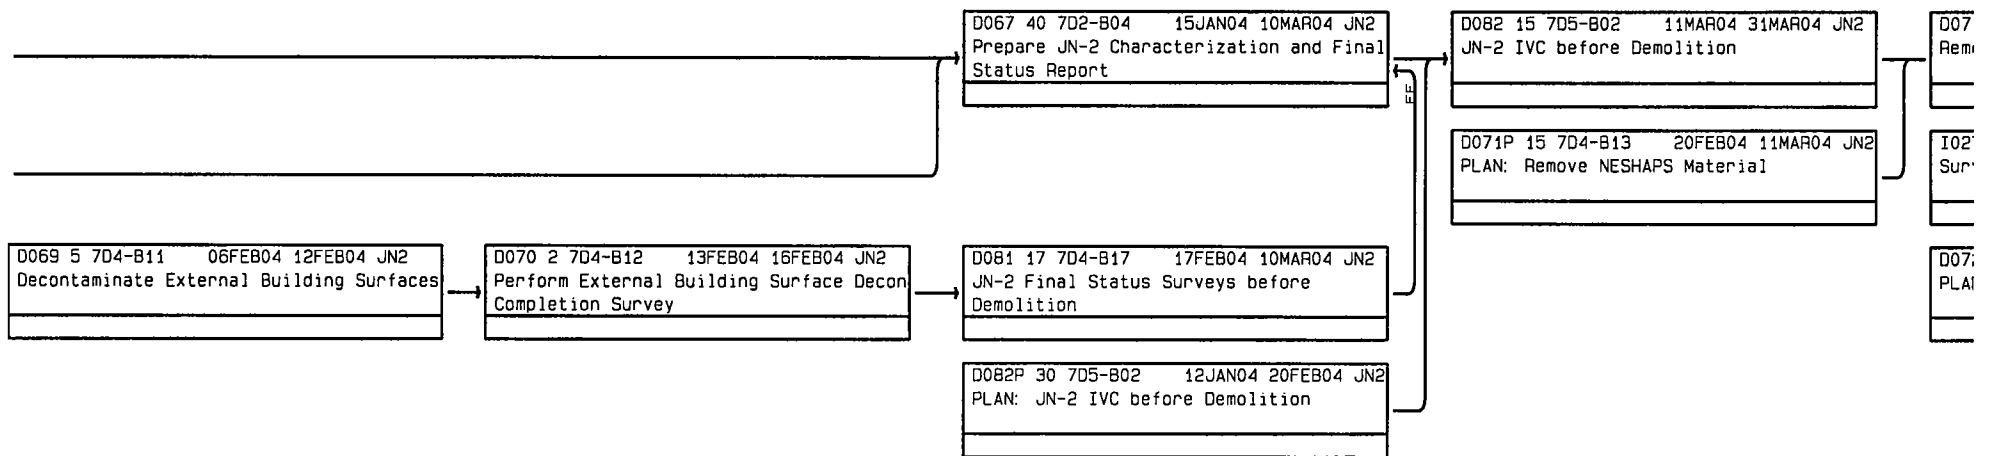 D067 40 7D2-B04 15JAN04 10MAR04 JN2
Prepare JN-2 Characterization and Final
Status Report
FF
D082 15 7D5-B02 11MAR04 31MAR04 JN2
JN-2 IVC before Demolition
D071P 15 7D4-B13 20FEB04 11MAR04 JN2
PLAN: Remove NESHAPS Material
D069 5 7D4-B11 06FEB04 12FEB04 JN2
Decontaminate External Building Surfaces
D070 2 7D4-B12 13FEB04 16FEB04 JN2
Perform External Building Surface Decon
Completion Survey
D081 17 7D4-B17 17FEB04 10MAR04 JN2
JN-2 Final Status Surveys before
Demolition
D082P 30 7D5-B02 12JAN04 20FEB04 JN2
PLAN: JN-2 IVC before Demolition